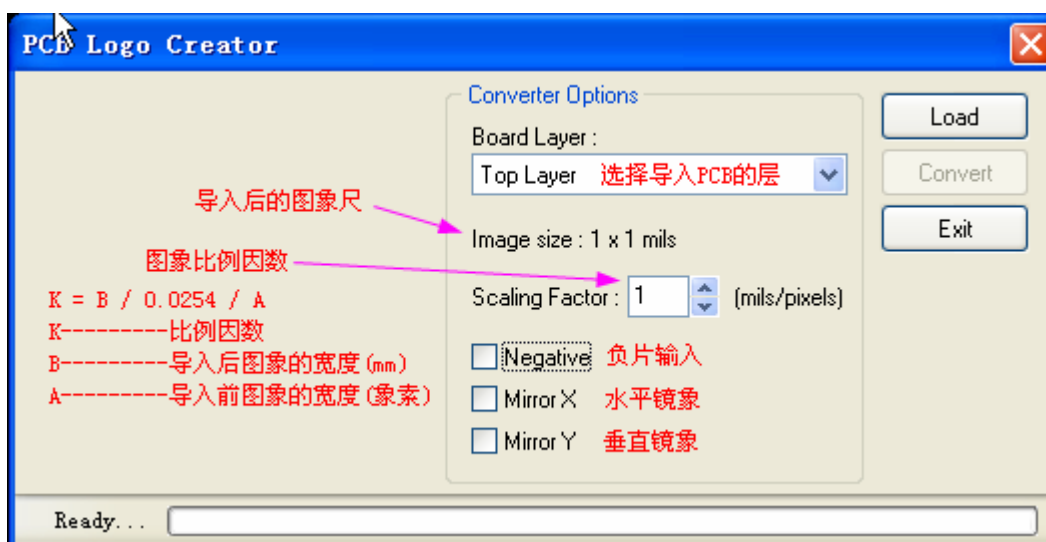 PCB Logo Creator
Converter Options
Board Layer :
Top Layer 选择导入PCB的层
Load
Convert
Exit
导入后的图象尺
Image size : 1 x 1 mils
图象比例因数
Scaling Factor : 1 (mils/pixels)
K = B / 0.0254 / A
K---------比例因数
B---------导入后图象的宽度(mm)
A---------导入前图象的宽度(象素)
Negative 负片输入
Mirror X 水平镜象
Mirror Y 垂直镜象
Ready...